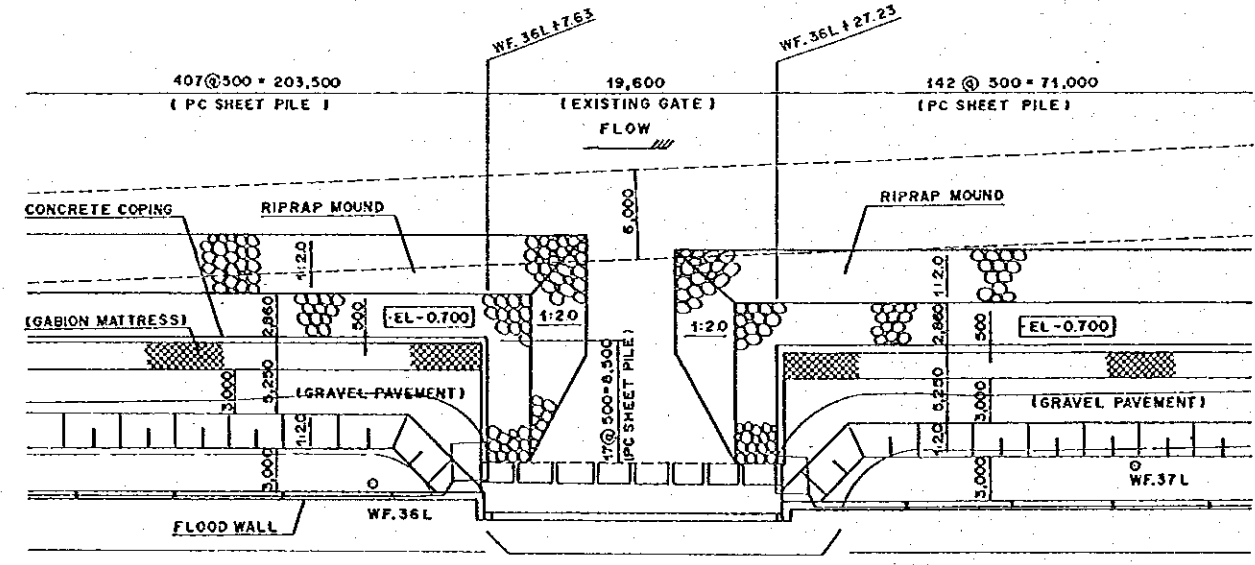 WF. 36L +7.63
WF. 36L +27.23
407@500 = 203,500
(PC SHEET PILE)
19,600
(EXISTING GATE)
FLOW
142 @ 500 = 71,000
(PC SHEET PILE)
CONCRETE COPING
RIPRAP MOUND
6,000
RIPRAP MOUND
1:2.0
1:2.0
2,860
500
EL-0.700
1:2.0
1:2.0
2,860
500
EL-0.700
(GABION MATTRESS)
17@500=8,500
(PC SHEET PILE)
3,000
5,250
(GRAVEL PAVEMENT)
5,250
3,000
(GRAVEL PAVEMENT)
1:2.0
1:2.0
3,000
3,000
WF. 36L
WF. 37L
FLOOD WALL